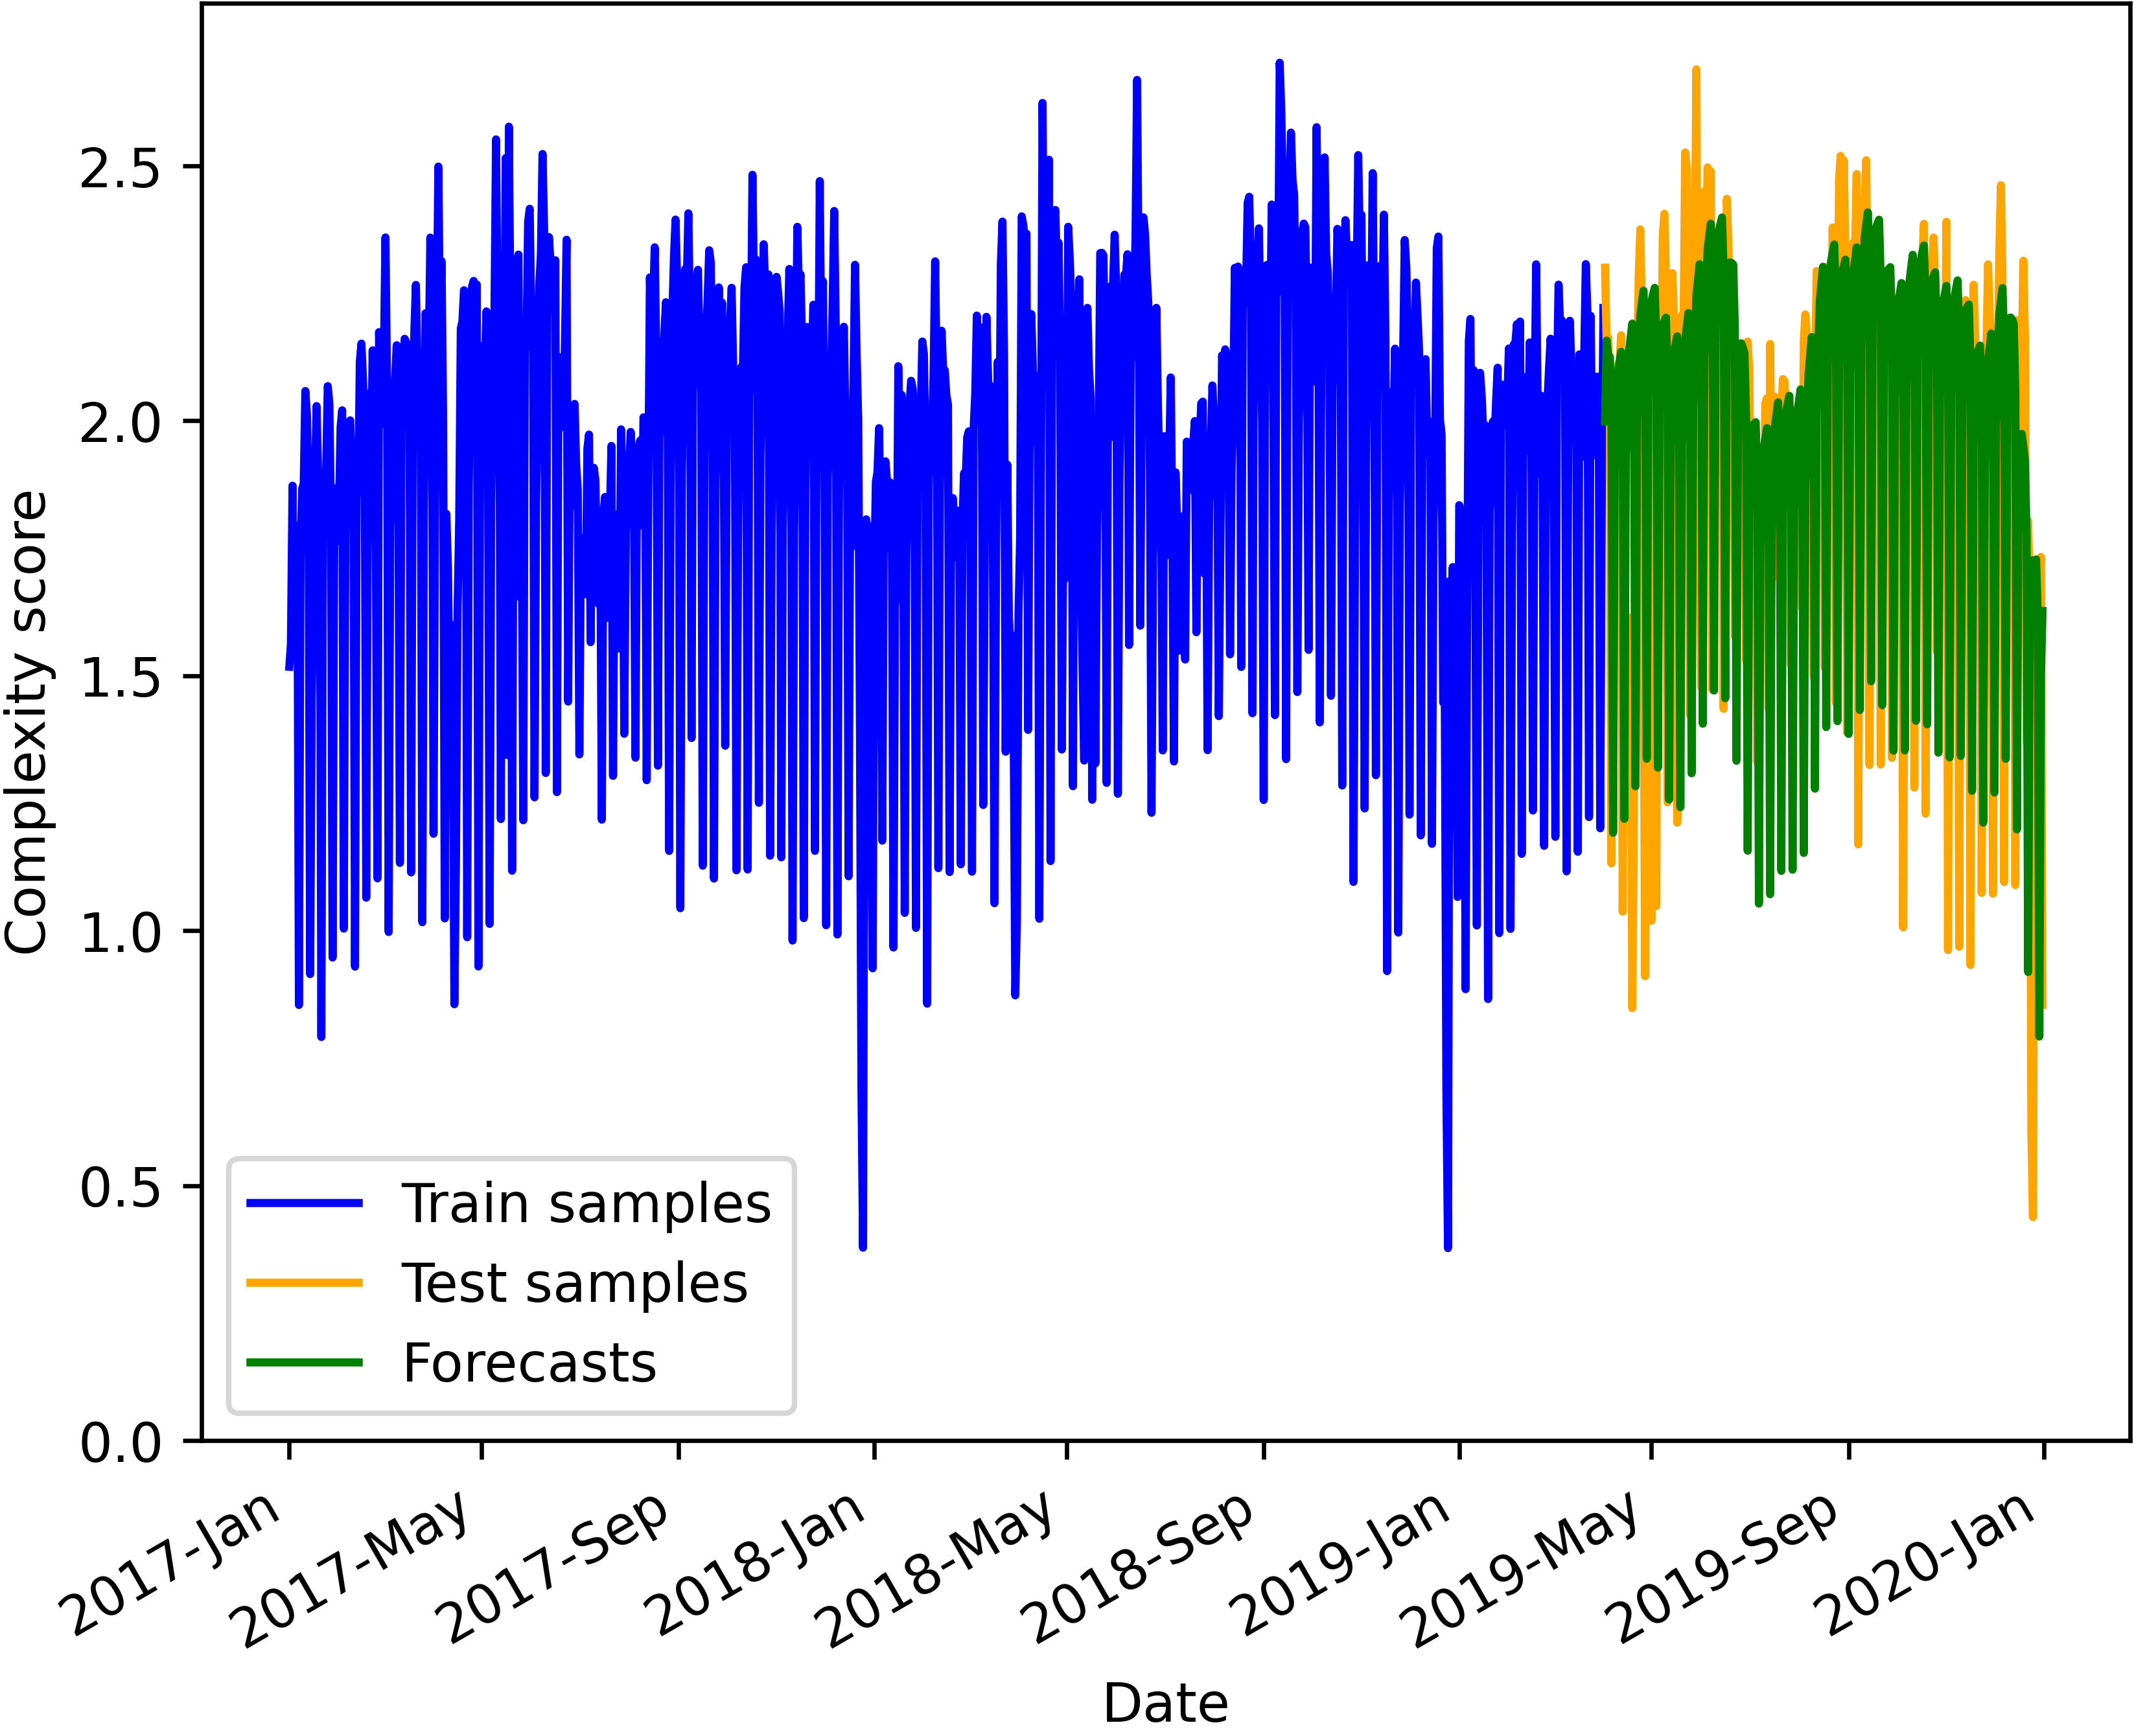 Complexity score
2.5
2.0
1.5
1.0
0.5
0.0
Train samples
Test samples
Forecasts
2017-Jan
2017-May
2017-Sep
2018-Jan
2018-May
2018-Sep
2019-Jan
2019-May
2019-Sep
2020-Jan
Date